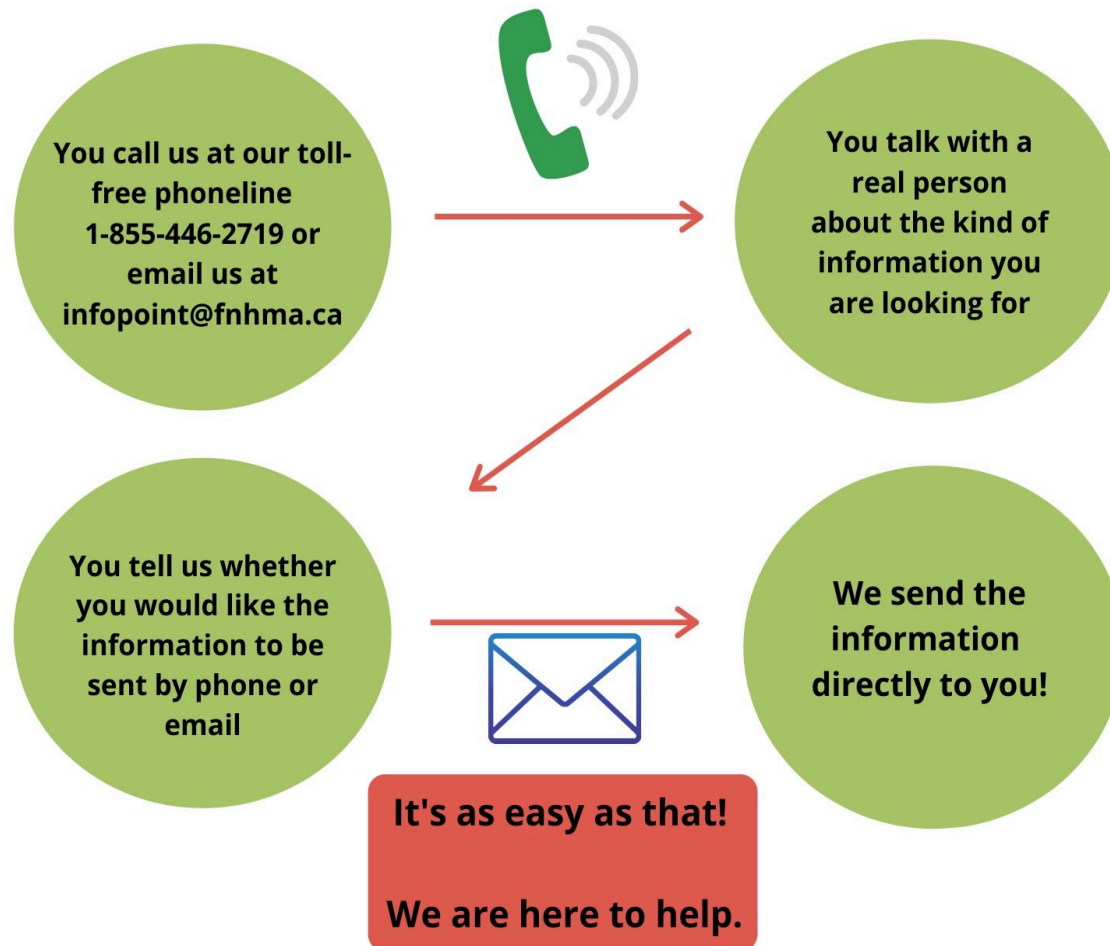 You call us at our toll-
free phoneline
1-855-446-2719 or
email us at
infopoint@fnhma.ca
You talk with a
real person
about the kind of
information you
are looking for
You tell us whether
you would like the
information to be
sent by phone or
email
We send the
information
directly to you!
It's as easy as that!
We are here to help.